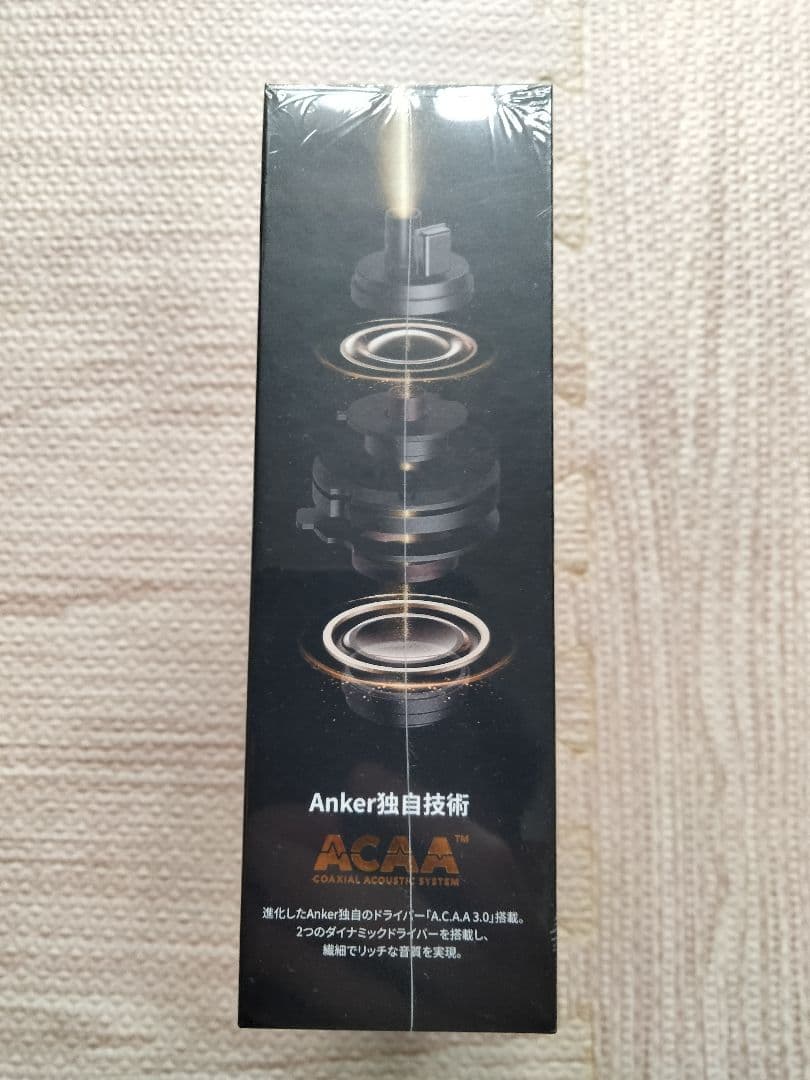 Anker独自技術
ACAA™
COAXIAL ACOUSTIC SYSTEM
進化したAnker独自のドライバー「A.C.A.A 3.0」搭載。
2つのダイナミックドライバーを搭載し、
繊細でリッチな音質を実現。